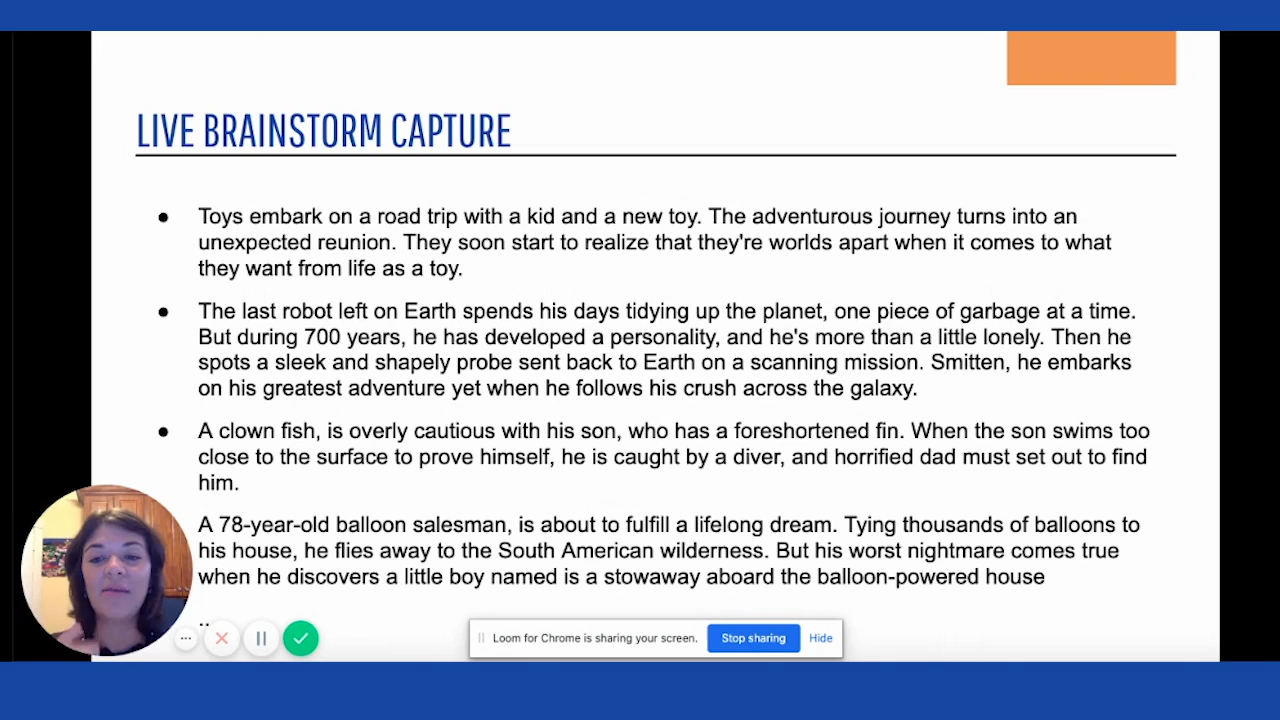 LIVE BRAINSTORM CAPTURE
● Toys embark on a road trip with a kid and a new toy. The adventurous journey turns into an
unexpected reunion. They soon start to realize that they're worlds apart when it comes to what
they want from life as a toy.
● The last robot left on Earth spends his days tidying up the planet, one piece of garbage at a time.
But during 700 years, he has developed a personality, and he's more than a little lonely. Then he
spots a sleek and shapely probe sent back to Earth on a scanning mission. Smitten, he embarks
on his greatest adventure yet when he follows his crush across the galaxy.
● A clown fish, is overly cautious with his son, who has a foreshortened fin. When the son swims too
close to the surface to prove himself, he is caught by a diver, and horrified dad must set out to find
him.
A 78-year-old balloon salesman, is about to fulfill a lifelong dream. Tying thousands of balloons to
his house, he flies away to the South American wilderness. But his worst nightmare comes true
when he discovers a little boy named is a stowaway aboard the balloon-powered house
Loom for Chrome is sharing your screen. Stop sharing Hide